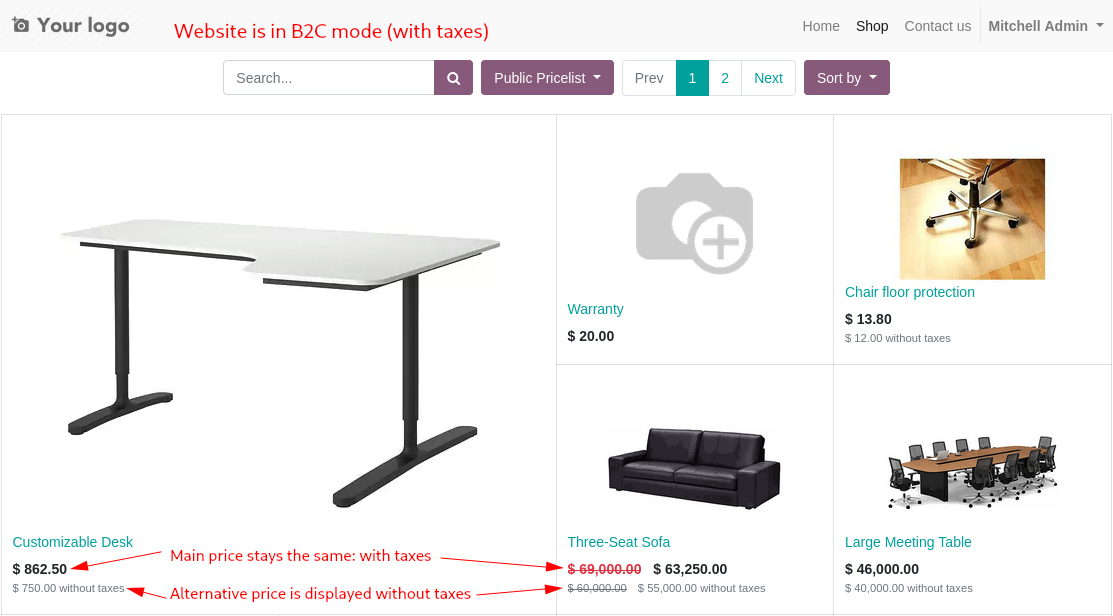 Your logo
Website is in B2C mode (with taxes)
Home Shop Contact us Mitchell Admin
Search... Public Pricelist Prev 1 2 Next Sort by
Warranty
$ 20.00
Chair floor protection
$ 13.80
$ 12.00 without taxes
Customizable Desk
$ 862.50
$ 750.00 without taxes
Main price stays the same: with taxes
Alternative price is displayed without taxes
Three-Seat Sofa
$ 69,000.00 $ 63,250.00
$ 60,000.00 $ 55,000.00 without taxes
Large Meeting Table
$ 46,000.00
$ 40,000.00 without taxes